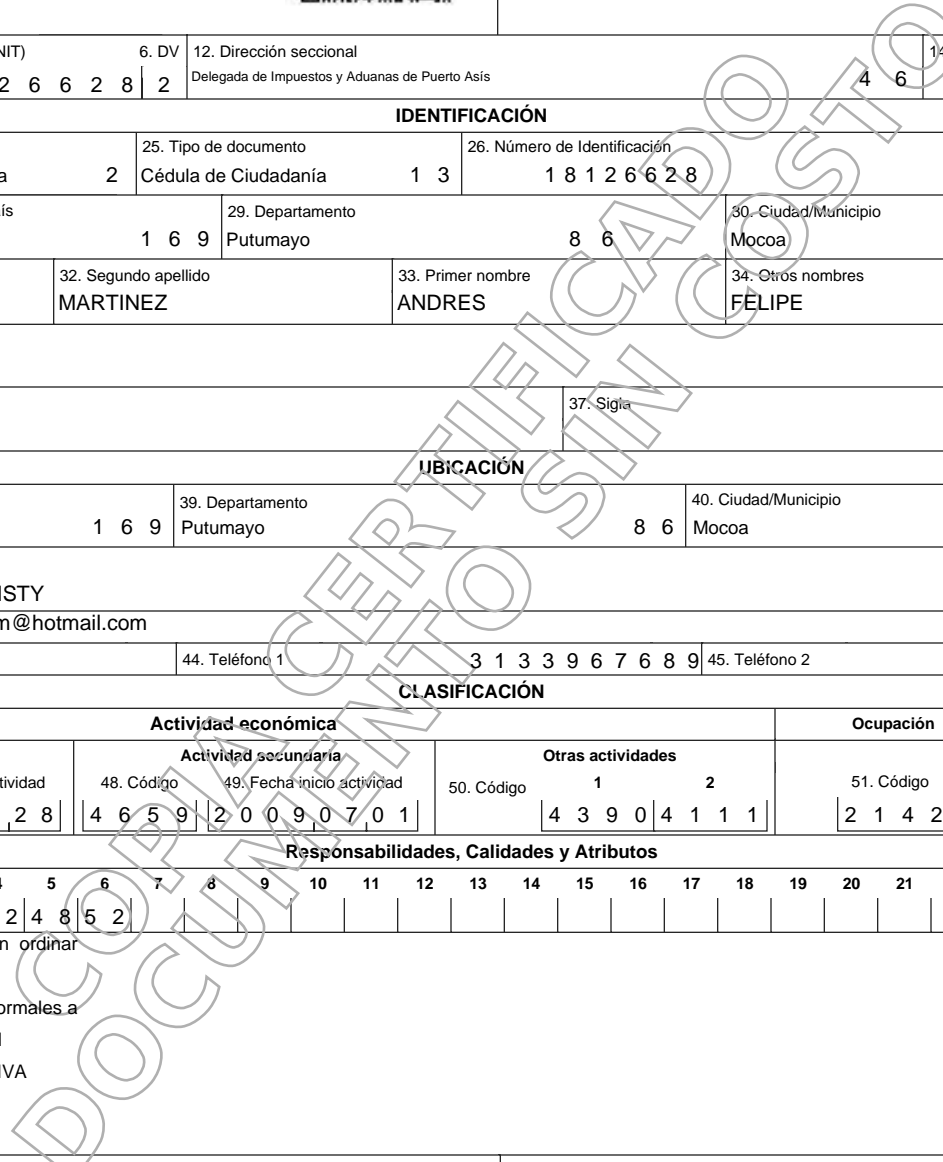 NIT) 6. DV 12. Dirección seccional 14
2 6 6 2 8 2 Delegada de Impuestos y Aduanas de Puerto Asís 4 6
IDENTIFICACIÓN
25. Tipo de documento 26. Número de Identificación
a 2 Cédula de Ciudadanía 1 3 1 8 1 2 6 6 2 8
ís 29. Departamento 30. Ciudad/Municipio
1 6 9 Putumayo 8 6 Mocoa
32. Segundo apellido 33. Primer nombre 34. Otros nombres
MARTINEZ ANDRES FELIPE
37. Sigla
UBICACIÓN
39. Departamento 40. Ciudad/Municipio
1 6 9 Putumayo 8 6 Mocoa
ISTY
m@hotmail.com
44. Teléfono 1 3 1 3 3 9 6 7 6 8 9 45. Teléfono 2
CLASIFICACIÓN
Actividad económica Ocupación
Actividad secundaria Otras actividades
tividad 48. Código 49. Fecha inicio actividad 50. Código 1 2 51. Código
2 8 4 6 5 9 2 0 0 9 0 7 0 1 4 3 9 0 4 1 1 1 2 1 4 2
Responsabilidades, Calidades y Atributos
4 5 6 7 8 9 10 11 12 13 14 15 16 17 18 19 20 21
2 4 8 5 2
n ordinar
ormales a
IVA
COPIA CERTIFICADO
DOCUMENTO SIN COSTO